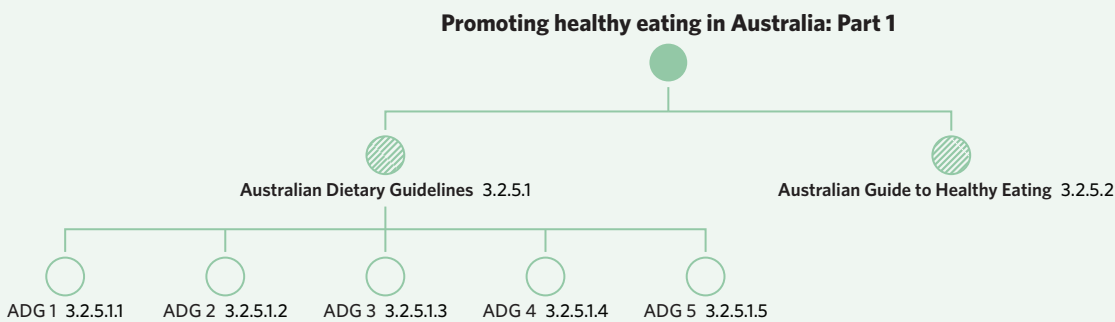 Promoting healthy eating in Australia: Part 1
Australian Dietary Guidelines 3.2.5.1
Australian Guide to Healthy Eating 3.2.5.2
ADG 1 3.2.5.1.1
ADG 2 3.2.5.1.2
ADG 3 3.2.5.1.3
ADG 4 3.2.5.1.4
ADG 5 3.2.5.1.5